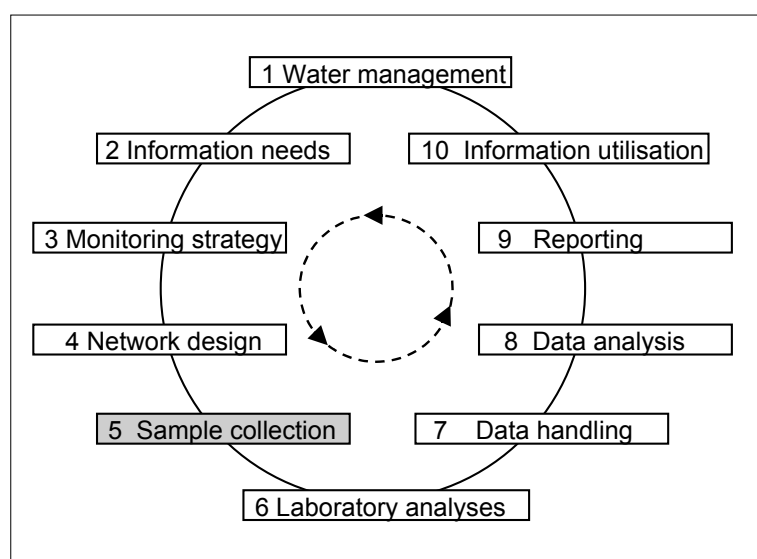 1 Water management
2 Information needs
10 Information utilisation
3 Monitoring strategy
9 Reporting
4 Network design
8 Data analysis
5 Sample collection
7 Data handling
6 Laboratory analyses